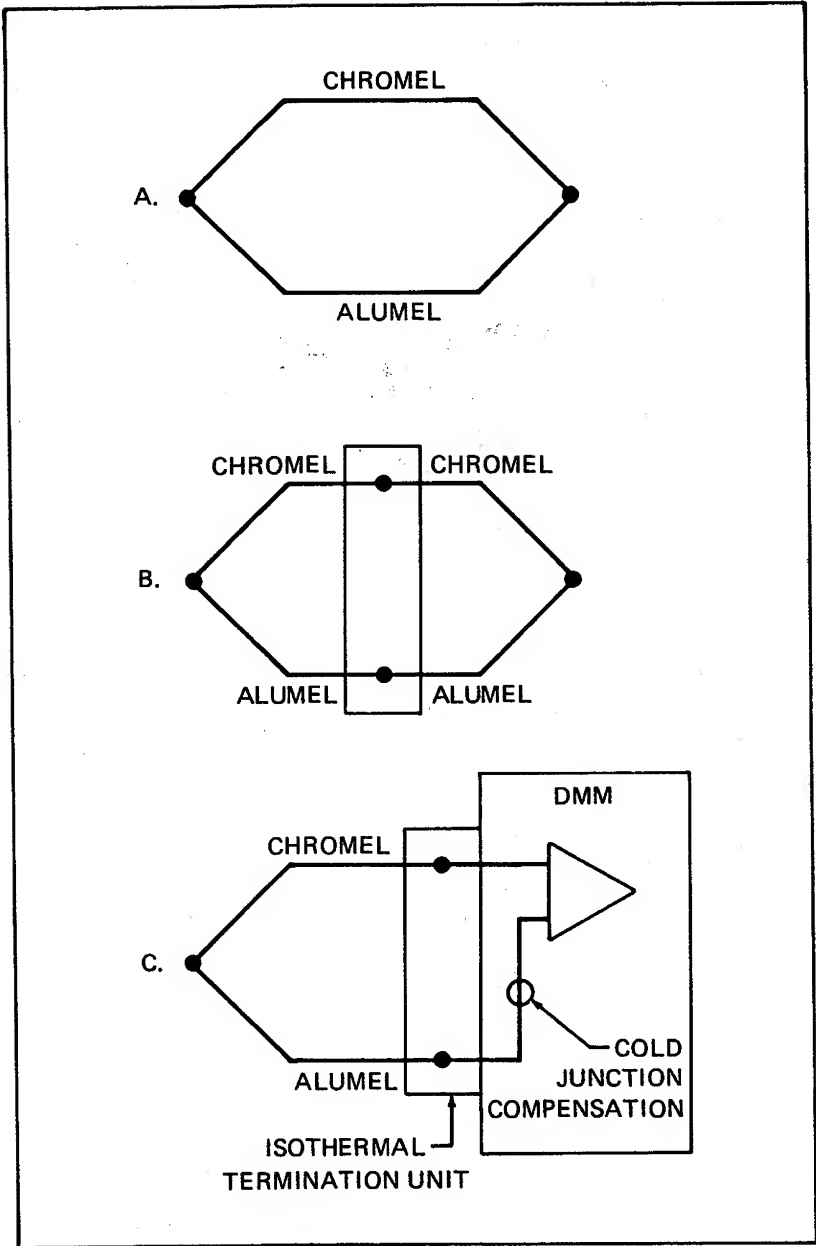 CHROMEL
A.
ALUMEL
CHROMEL CHROMEL
B.
ALUMEL ALUMEL
DMM
CHROMEL
C.
ALUMEL
COLD
JUNCTION
COMPENSATION
ISOTHERMAL
TERMINATION UNIT